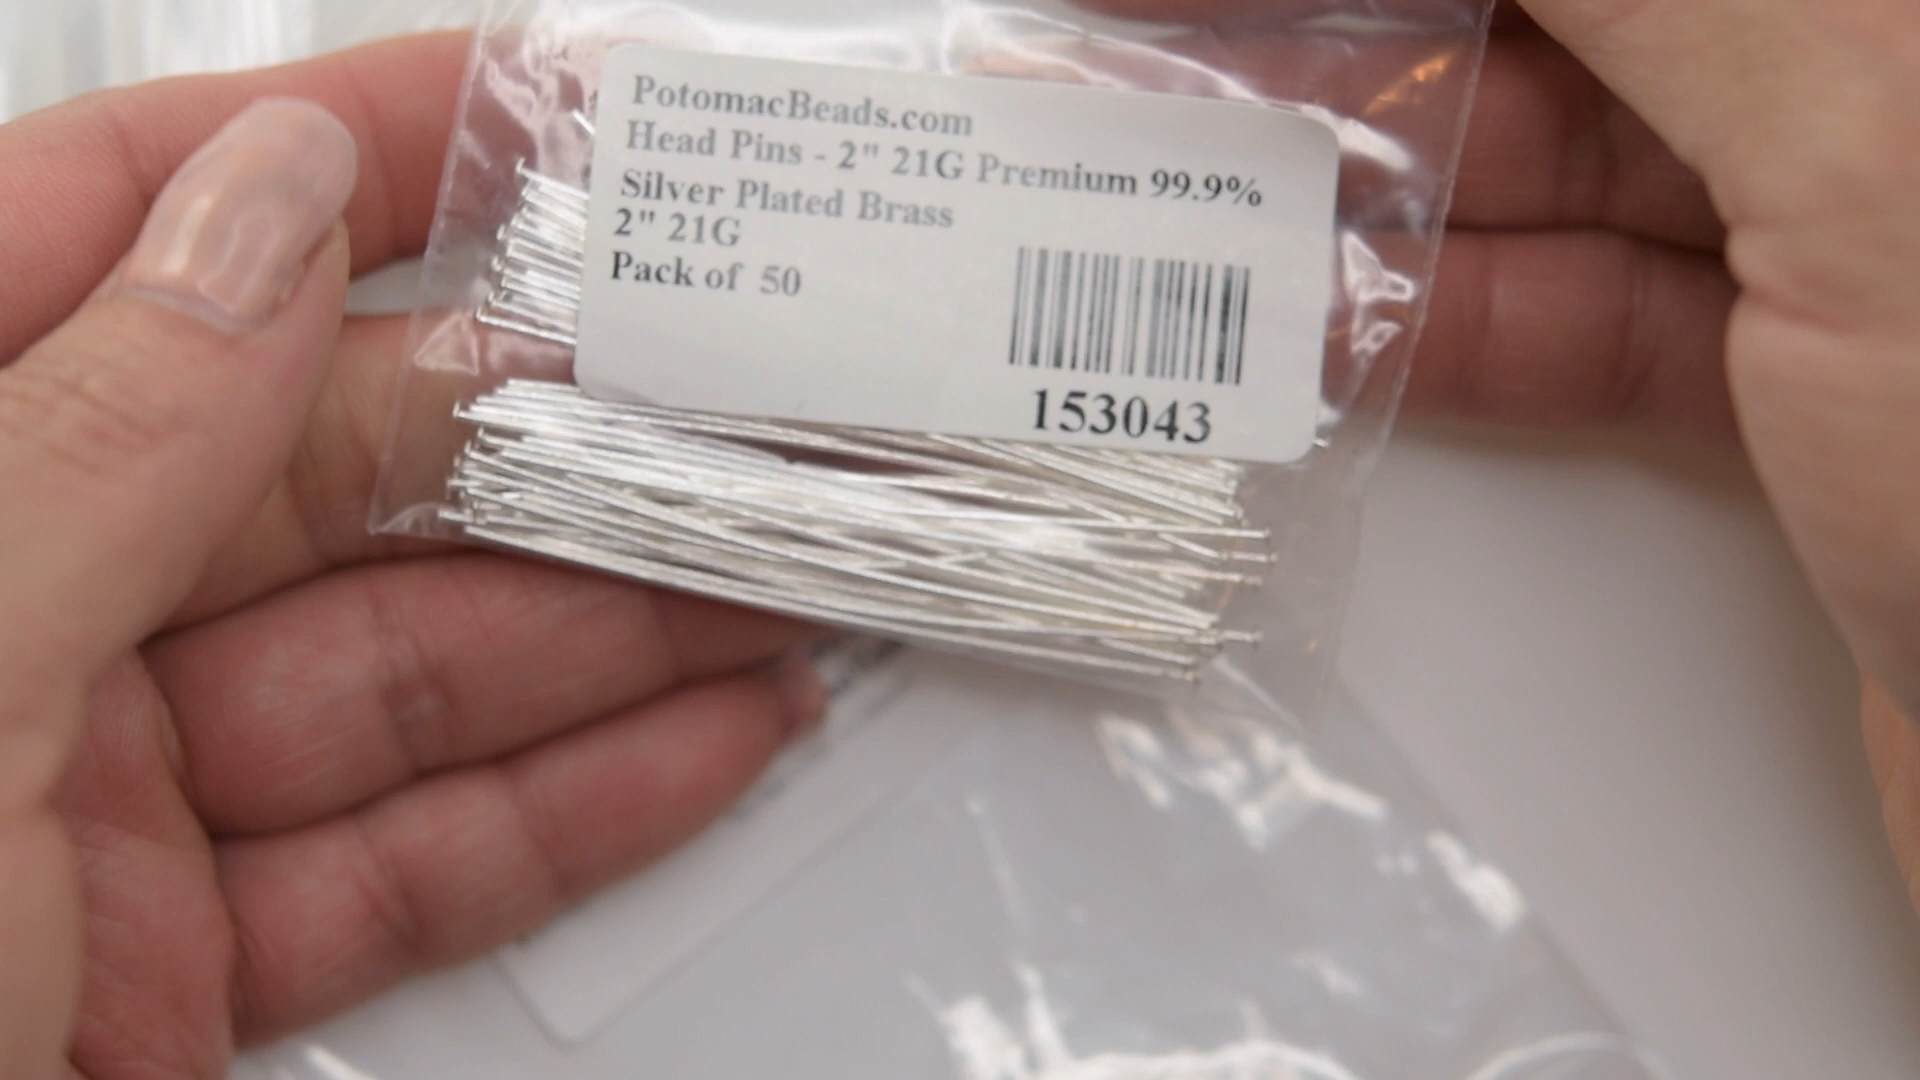 PotomacBeads.com
Head Pins - 2" 21G Premium 99.9%
Silver Plated Brass
2" 21G
Pack of 50
153043